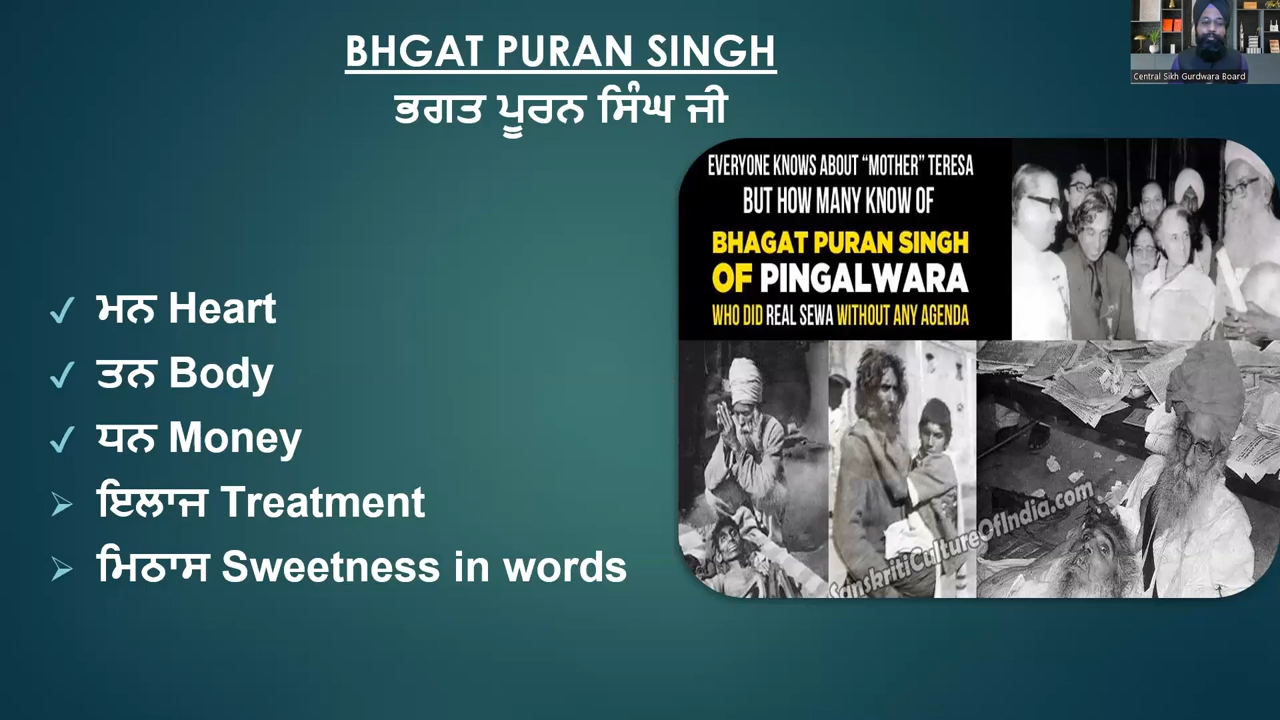 BHGAT PURAN SINGH
ਭਗਤ ਪੂਰਨ ਸਿੰਘ ਜੀ
Central Sikh Gurdwara Board
EVERYONE KNOWS ABOUT “MOTHER” TERESA
BUT HOW MANY KNOW OF
BHAGAT PURAN SINGH
OF PINGALWARA
WHO DID REAL SEWA WITHOUT ANY AGENDA
ਮਨ Heart
ਤਨ Body
ਧਨ Money
ਇਲਾਜ Treatment
ਮਿਠਾਸ Sweetness in words
SanskritiCultureOfIndia.com